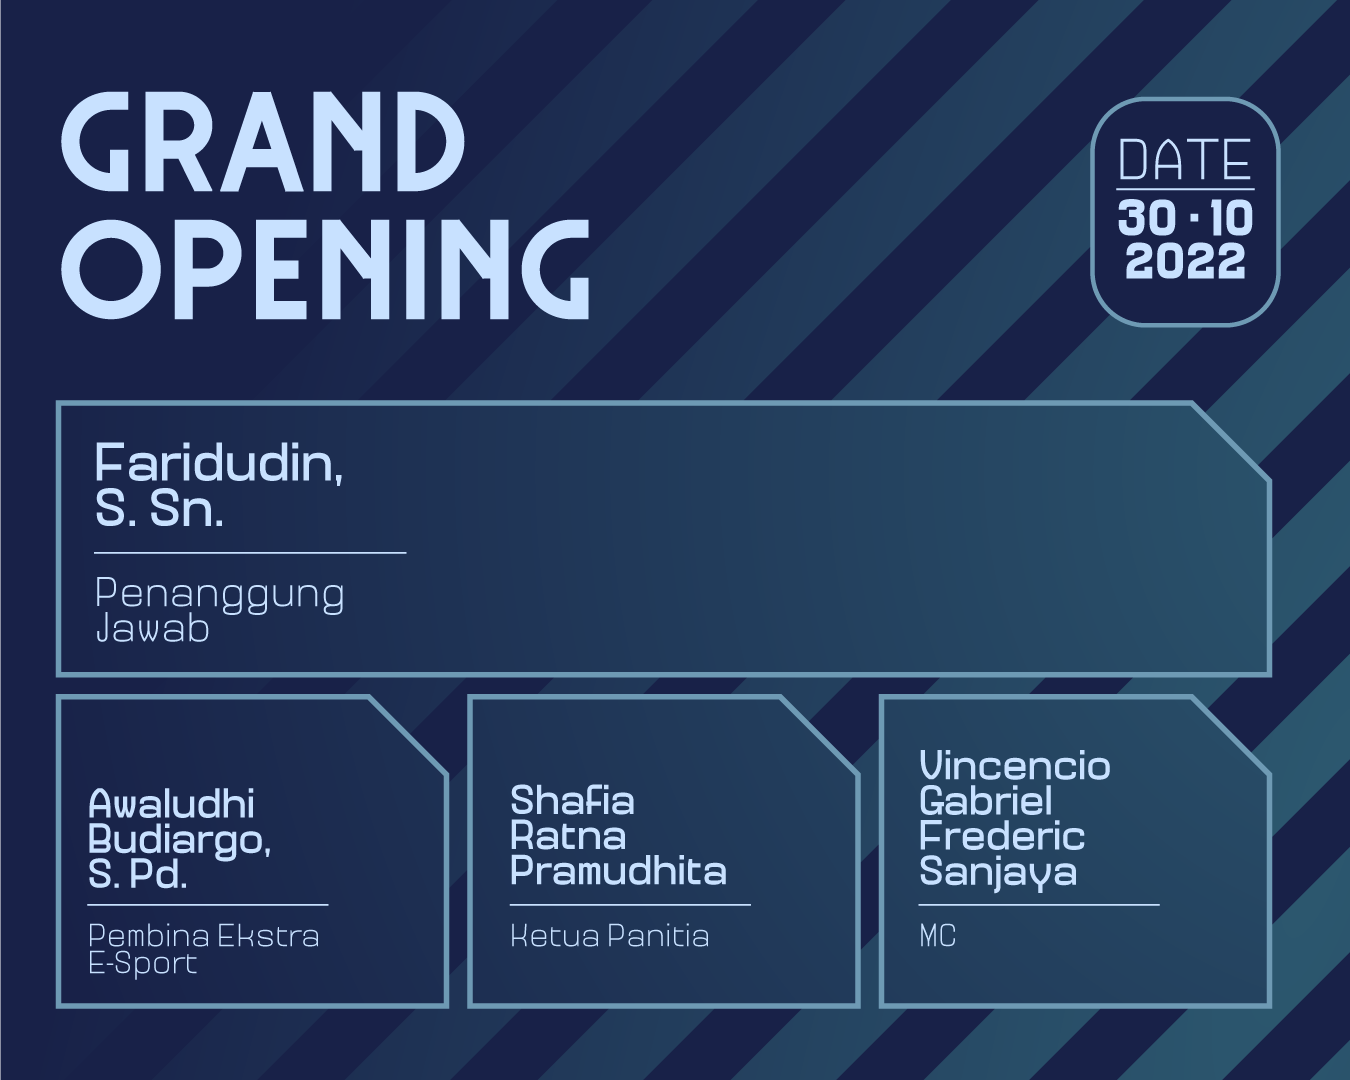 GRAND
OPENING
DATE
30 · 10
2022
Faridudin,
S. Sn.
Penanggung
Jawab
Awaludhi
Budiargo,
S. Pd.
Pembina Ekstra
E-Sport
Shafia
Ratna
Pramudhita
Ketua Panitia
Vincencio
Gabriel
Frederic
Sanjaya
MC